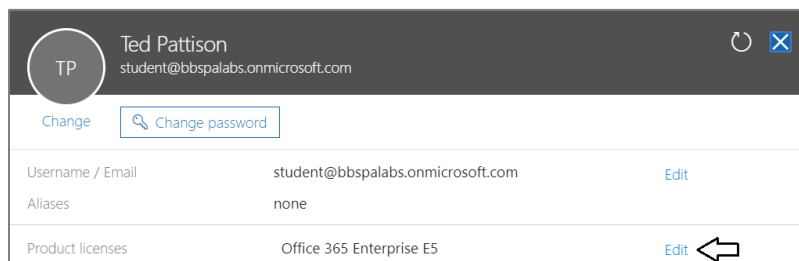 Ted Pattison
TP
student@bbspalabs.onmicrosoft.com
Change
Change password
Username / Email student@bbspalabs.onmicrosoft.com Edit
Aliases none
Product licenses Office 365 Enterprise E5 Edit